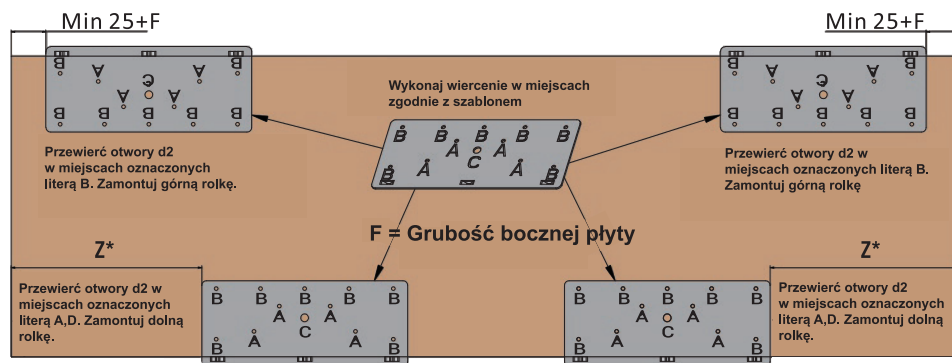 Min 25+F
Min 25+F
B B
A A
C
A A
B B B B B
B B
A A
C
A A
B B B B B
Wykonaj wiercenie w miejscach
zgodnie z szablonem
B B B B B
A A
C
A A
B B
Przewierć otwory d2
w miejscach oznaczonych
literą B. Zamontuj górną rolkę.
Przewierć otwory d2 w
miejscach oznaczonych literą B.
Zamontuj górną rolkę
F = Grubość bocznej płyty
Z*
Z*
Przewierć otwory d2 w
miejscach oznaczonych
literą A,D. Zamontuj dolną
rolkę.
B B B B B
A A
C
A A
B B
B B B B B
A A
C
A A
B B
Przewierć otwory d2
w miejscach oznaczonych
literą A,D. Zamontuj dolną
rolkę.